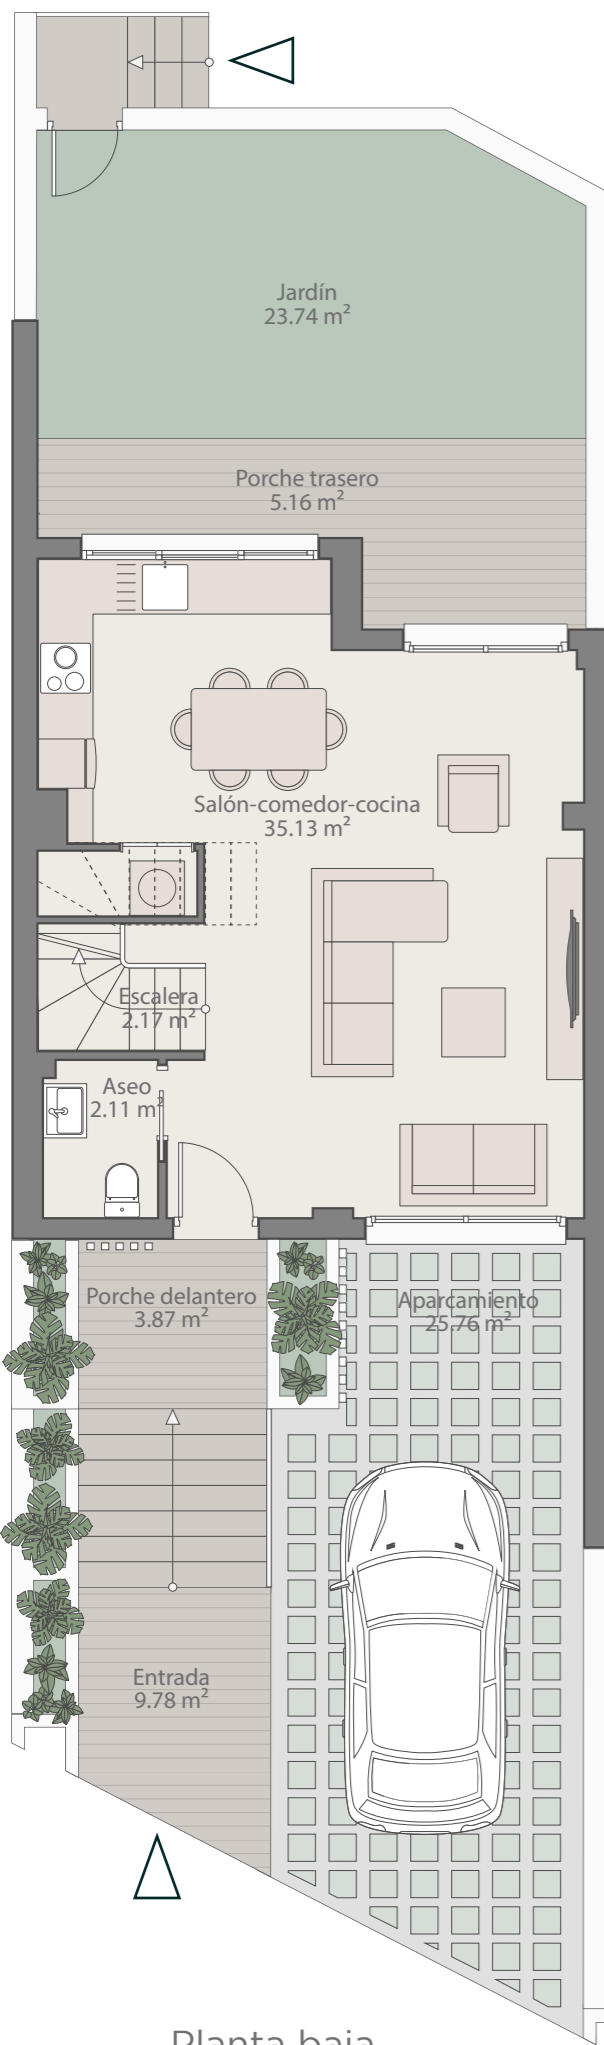 Jardín
23.74 m²
Porche trasero
5.16 m²
Salón-comedor-cocina
35.13 m²
Escalera
2.17 m²
Aseo
2.11 m²
Porche delantero
3.87 m²
Aparcamiento
25.76 m²
Entrada
9.78 m²
Planta baja